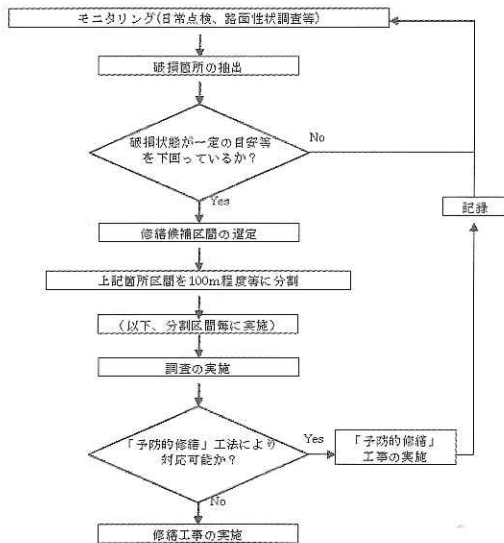 モニタリング(日常点検、路面性状調査等)
破損箇所の抽出
破損状態が一定の目安等
を下回っているか？
No
Yes
記録
修繕候補区間の選定
上記箇所区間を100m程度等に分割
（以下、分割区間毎に実施）
調査の実施
「予防的修繕」工法により
対応可能か？
Yes
「予防的修繕」
工事の実施
No
修繕工事の実施